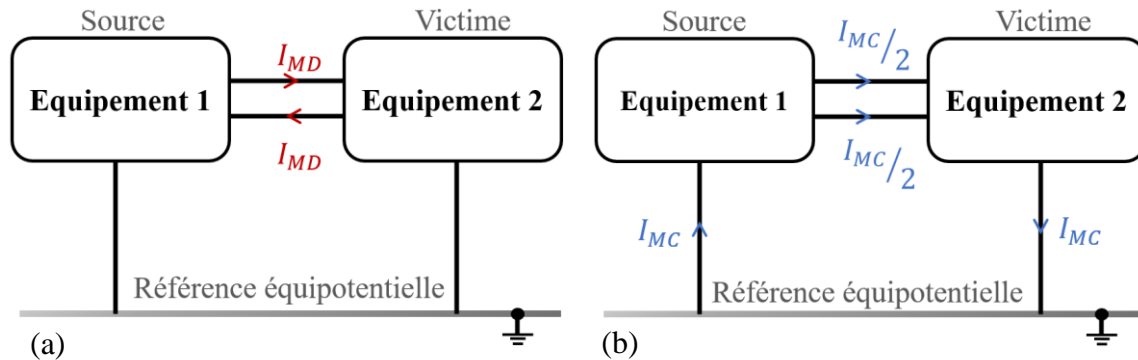 Source
Victime
I_MD
Equipement 1
Equipement 2
I_MD
Référence équipotentielle
(a)
Source
Victime
I_MC/2
Equipement 1
Equipement 2
I_MC/2
I_MC
I_MC
Référence équipotentielle
(b)